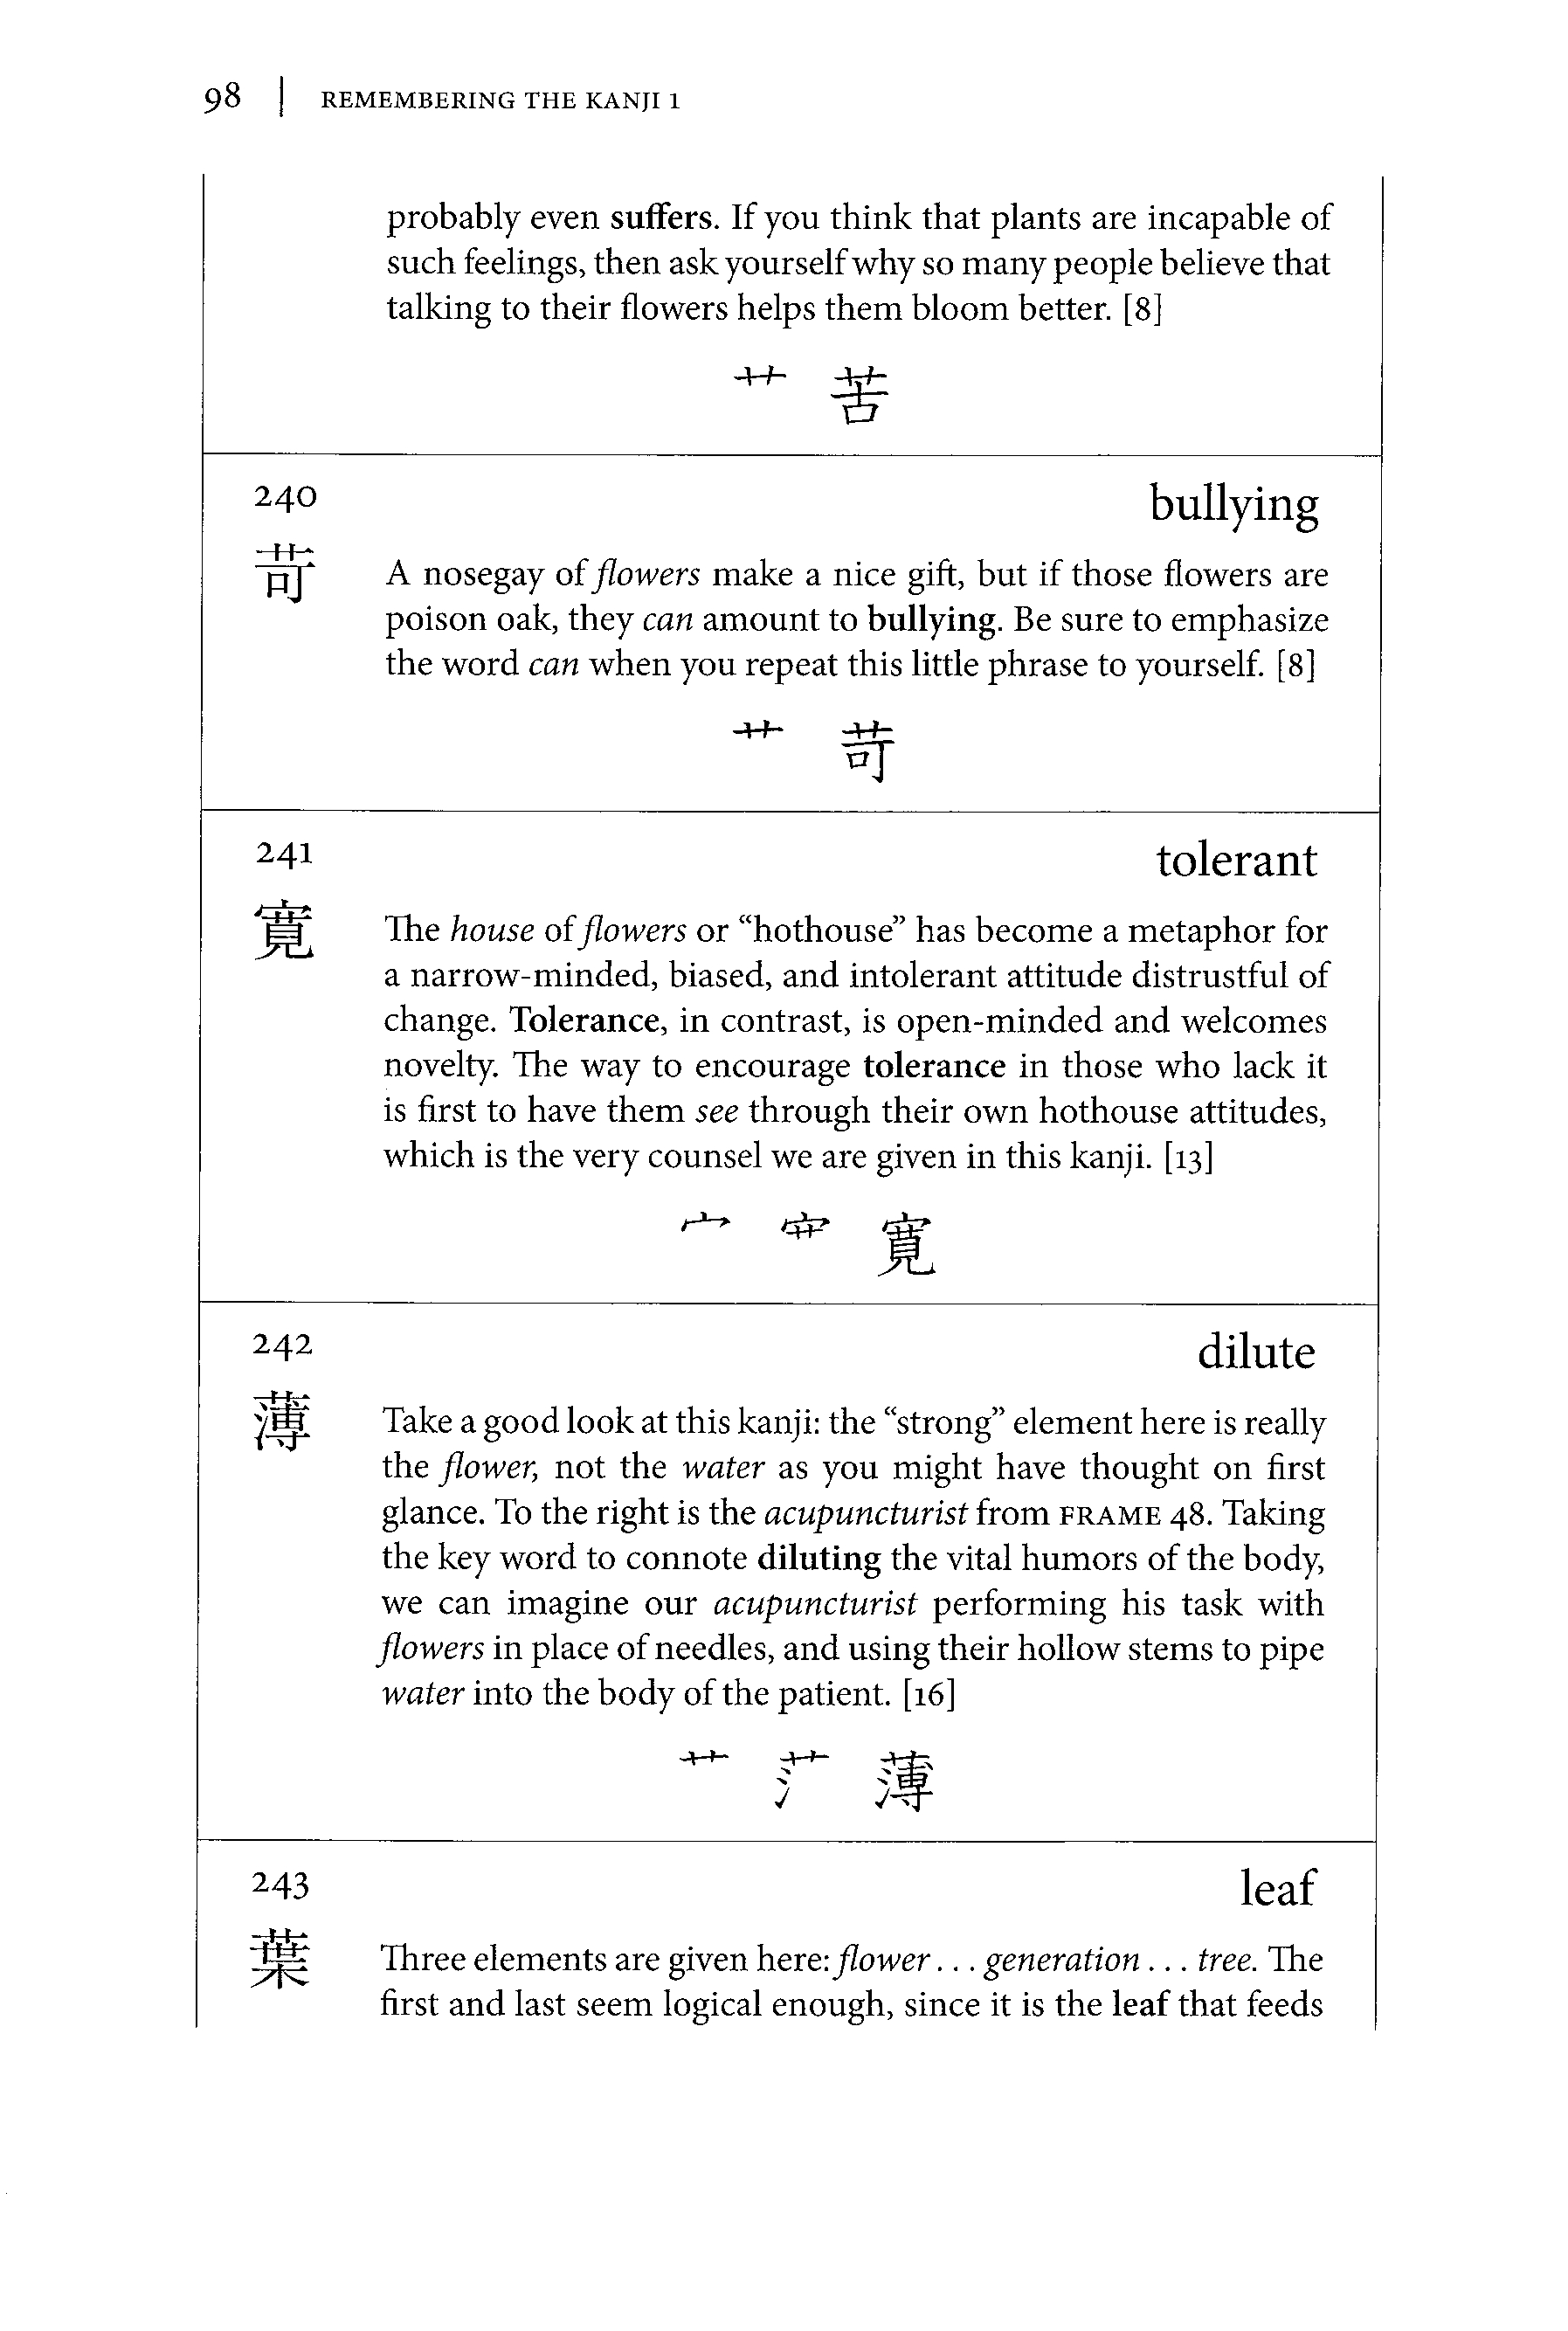 98 | REMEMBERING THE KANJI 1
probably even suffers. If you think that plants are incapable of
such feelings, then ask yourself why so many people believe that
talking to their flowers helps them bloom better. [8]
艹 苦
240 bullying
苛
A nosegay of flowers make a nice gift, but if those flowers are
poison oak, they can amount to bullying. Be sure to emphasize
the word can when you repeat this little phrase to yourself. [8]
艹 苛
241 tolerant
寛
The house of flowers or “hothouse” has become a metaphor for
a narrow-minded, biased, and intolerant attitude distrustful of
change. Tolerance, in contrast, is open-minded and welcomes
novelty. The way to encourage tolerance in those who lack it
is first to have them see through their own hothouse attitudes,
which is the very counsel we are given in this kanji. [13]
宀 寛
242 dilute
薄
Take a good look at this kanji: the “strong” element here is really
the flower, not the water as you might have thought on first
glance. To the right is the acupuncturist from FRAME 48. Taking
the key word to connote diluting the vital humors of the body,
we can imagine our acupuncturist performing his task with
flowers in place of needles, and using their hollow stems to pipe
water into the body of the patient. [16]
艹 薄
243 leaf
葉
Three elements are given here: flower . . . generation . . . tree. The
first and last seem logical enough, since it is the leaf that feeds